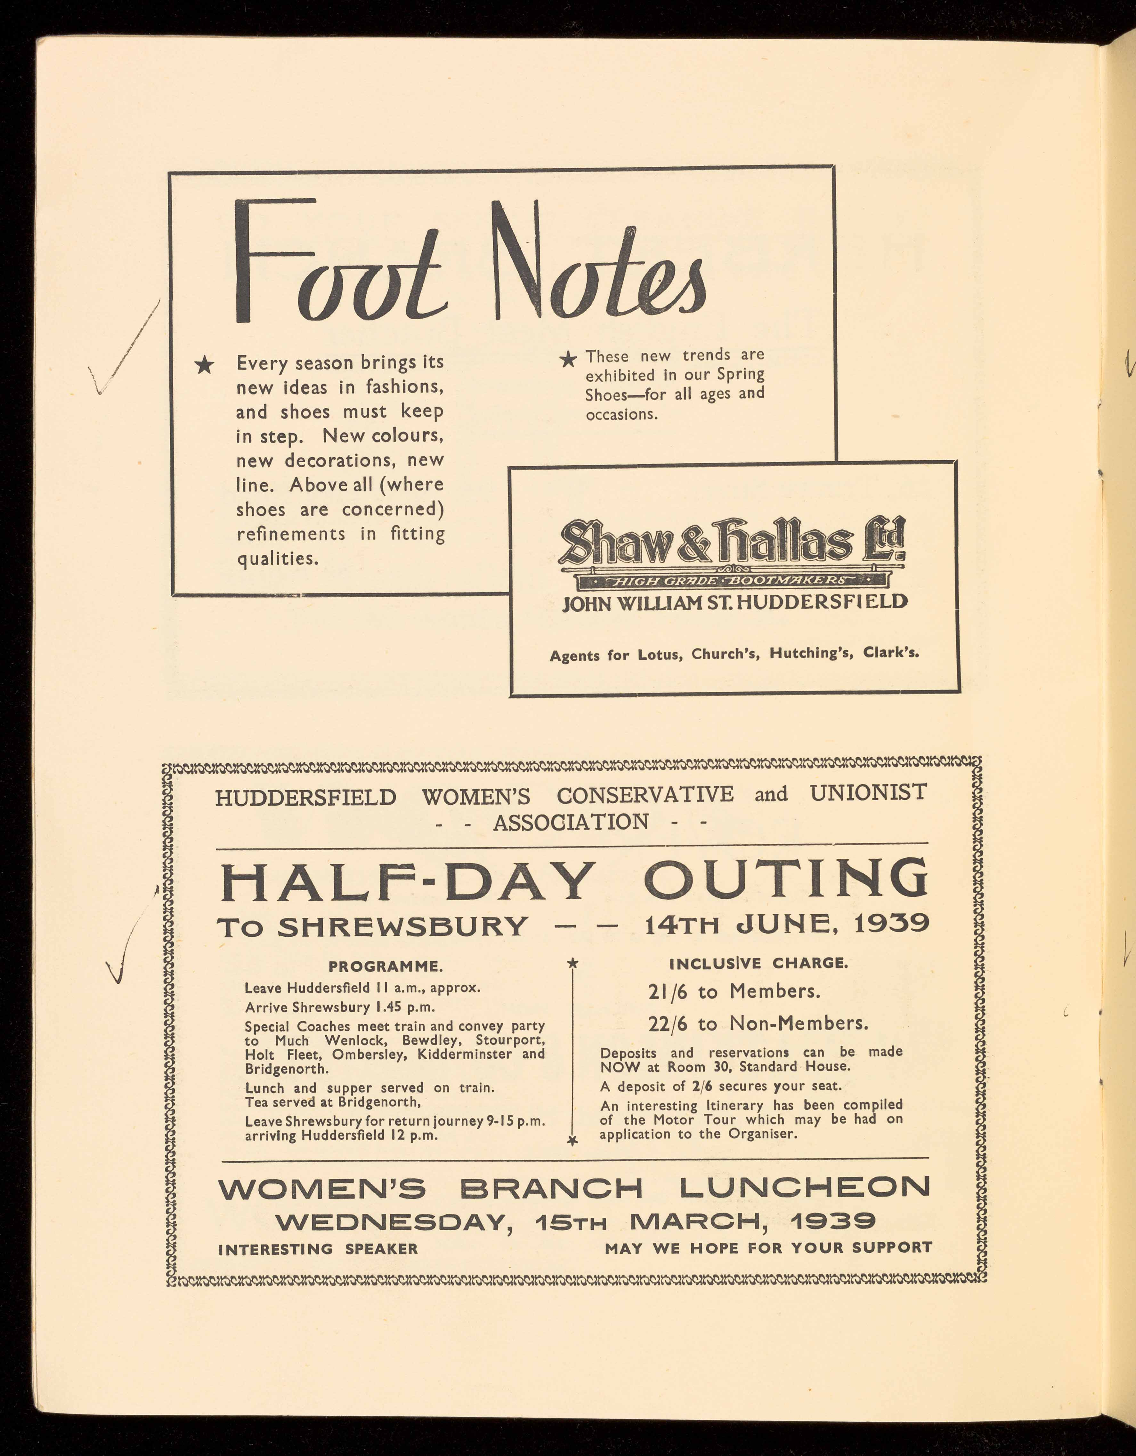 Foot Notes
★ Every season brings its
new ideas in fashions,
and shoes must keep
in step. New colours,
new decorations, new
line. Above all (where
shoes are concerned)
refinements in fitting
qualities.
★ These new trends are
exhibited in our Spring
Shoes—for all ages and
occasions.
Shaw & Hallas Ltd.
HIGH GRADE · BOOTMAKERS
JOHN WILLIAM ST. HUDDERSFIELD
Agents for Lotus, Church's, Hutching's, Clark's.
HUDDERSFIELD WOMEN'S CONSERVATIVE and UNIONIST
- - ASSOCIATION - -
HALF-DAY OUTING
TO SHREWSBURY — — 14TH JUNE, 1939
PROGRAMME.
Leave Huddersfield 11 a.m., approx.
Arrive Shrewsbury 1.45 p.m.
Special Coaches meet train and convey party
to Much Wenlock, Bewdley, Stourport,
Holt Fleet, Ombersley, Kidderminster and
Bridgenorth.
Lunch and supper served on train.
Tea served at Bridgenorth,
Leave Shrewsbury for return journey 9-15 p.m.
arriving Huddersfield 12 p.m.
INCLUSIVE CHARGE.
21/6 to Members.
22/6 to Non-Members.
Deposits and reservations can be made
NOW at Room 30, Standard House.
A deposit of 2/6 secures your seat.
An interesting Itinerary has been compiled
of the Motor Tour which may be had on
application to the Organiser.
WOMEN'S BRANCH LUNCHEON
WEDNESDAY, 15TH MARCH, 1939
INTERESTING SPEAKER MAY WE HOPE FOR YOUR SUPPORT